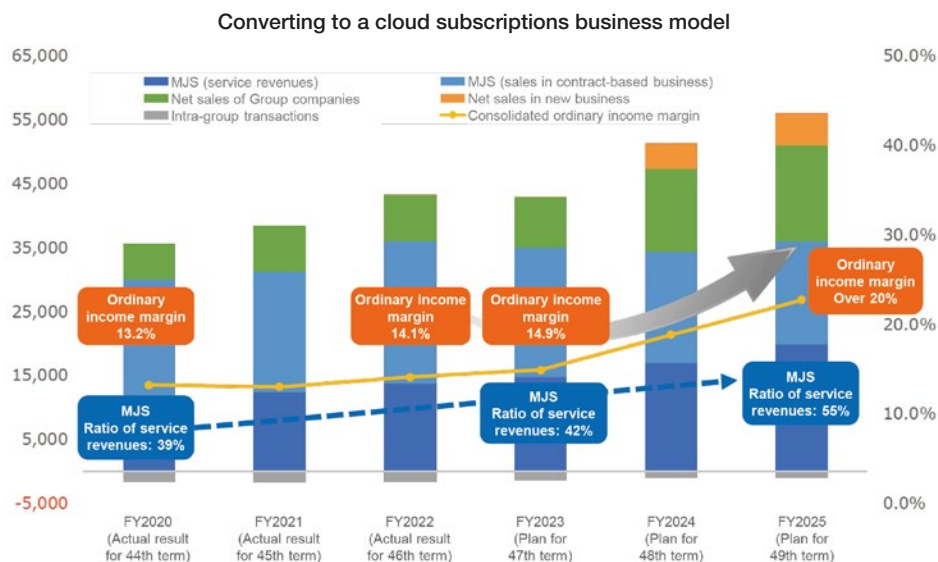 Converting to a cloud subscriptions business model
65,000
55,000
45,000
35,000
25,000
15,000
5,000
-5,000
50.0%
40.0%
30.0%
20.0%
10.0%
0.0%
MJS (service revenues)
MJS (sales in contract-based business)
Net sales of Group companies
Net sales in new business
Intra-group transactions
Consolidated ordinary income margin
Ordinary
income margin
13.2%
Ordinary income
margin
14.1%
Ordinary income
margin
14.9%
Ordinary
income margin
Over 20%
MJS
Ratio of service
revenues: 39%
MJS
Ratio of service
revenues: 42%
MJS
Ratio of service
revenues: 55%
FY2020
(Actual result
for 44th term)
FY2021
(Actual result
for 45th term)
FY2022
(Actual result
for 46th term)
FY2023
(Plan for
47th term)
FY2024
(Plan for
48th term)
FY2025
(Plan for
49th term)